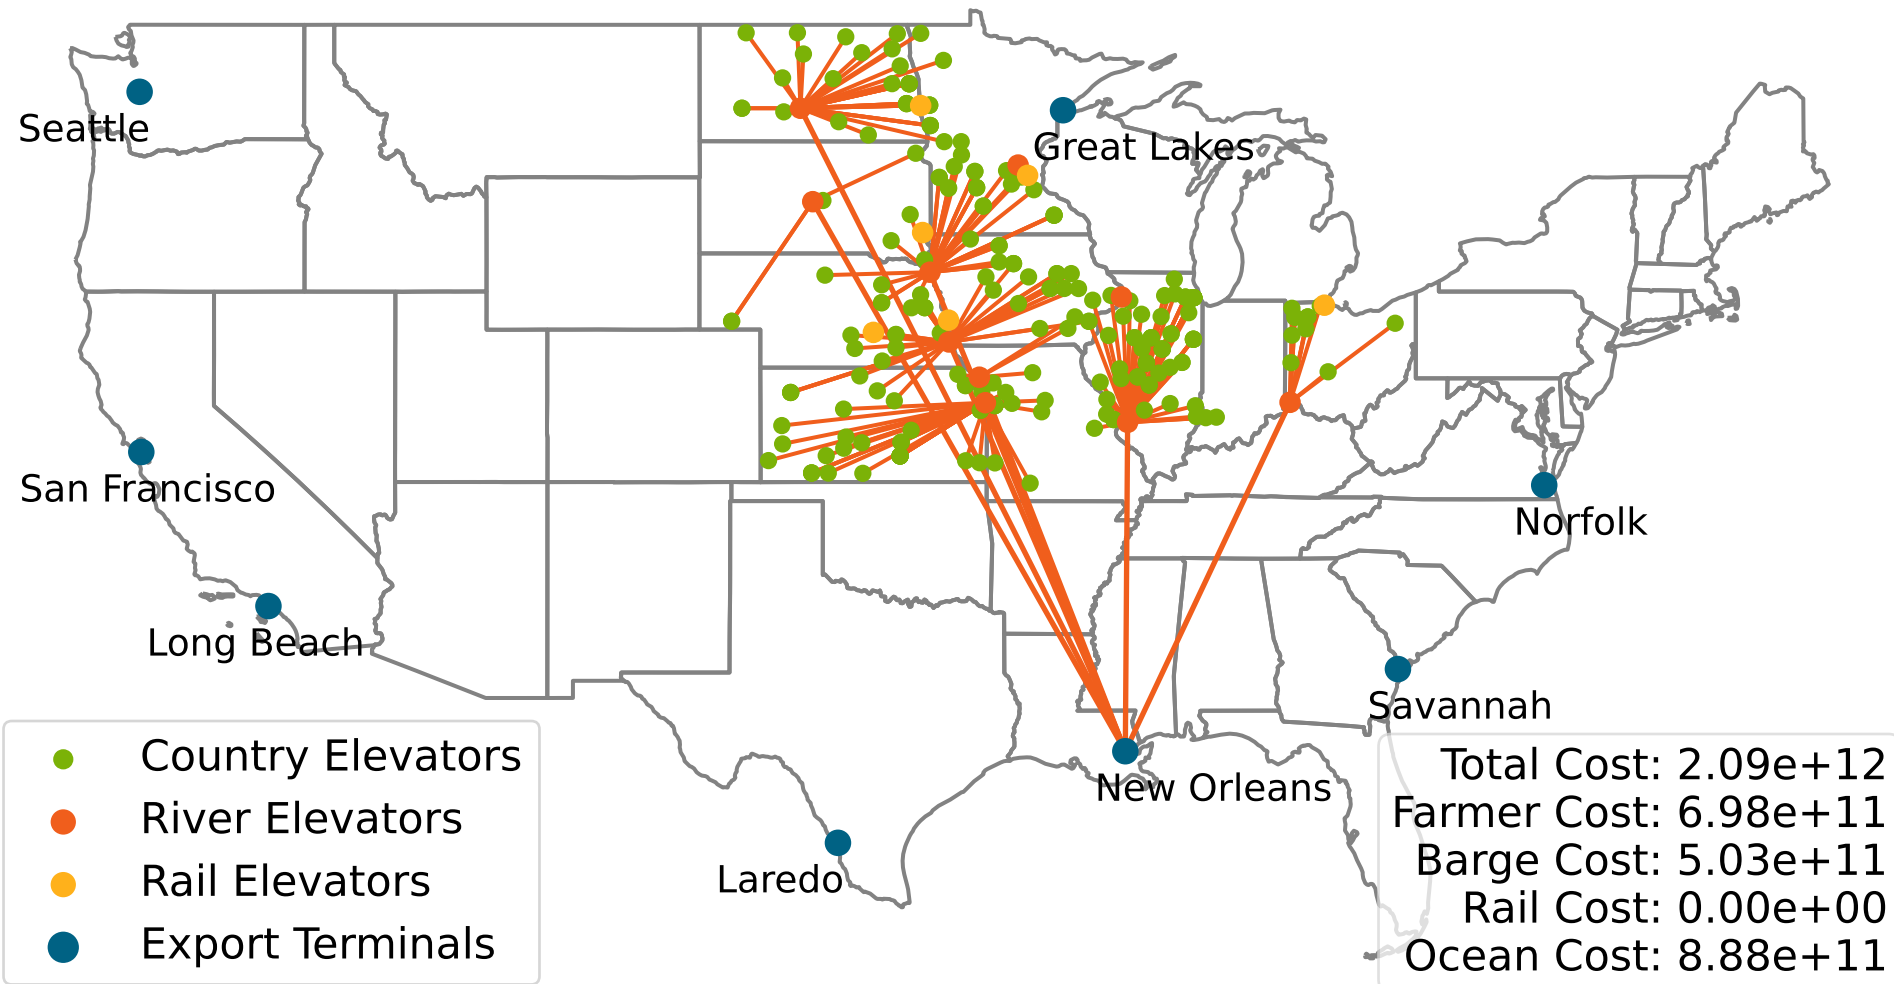 Seattle
Great Lakes
San Francisco
Norfolk
Long Beach
Savannah
New Orleans
Laredo
Country Elevators
River Elevators
Rail Elevators
Export Terminals
Total Cost: 2.09e+12
Farmer Cost: 6.98e+11
Barge Cost: 5.03e+11
Rail Cost: 0.00e+00
Ocean Cost: 8.88e+11